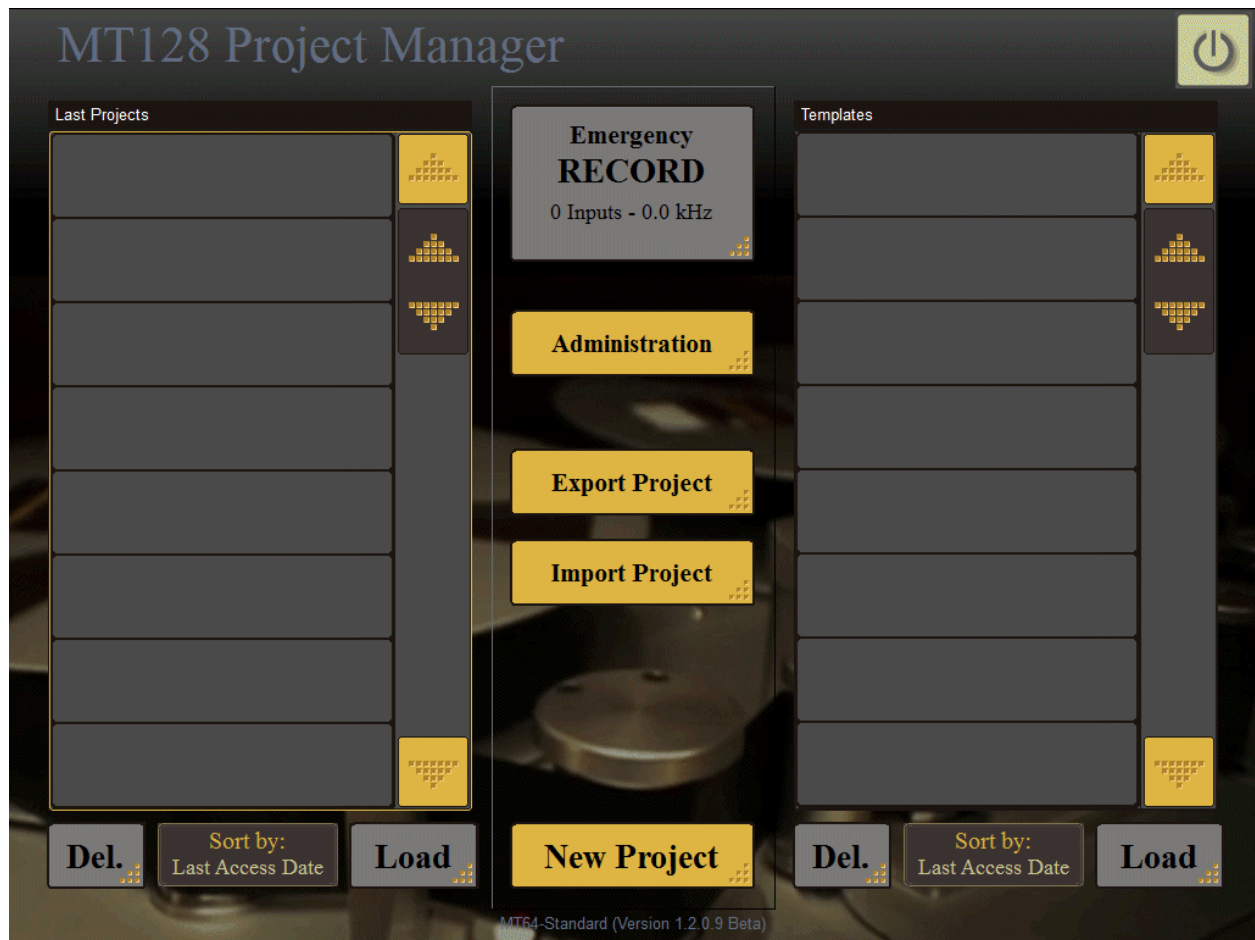 MT128 Project Manager
Last Projects
Emergency
RECORD
0 Inputs - 0.0 kHz
Administration
Export Project
Import Project
New Project
Templates
Del.
Sort by:
Last Access Date
Load
Del.
Sort by:
Last Access Date
Load
MT64-Standard (Version 1.2.0.9 Beta)